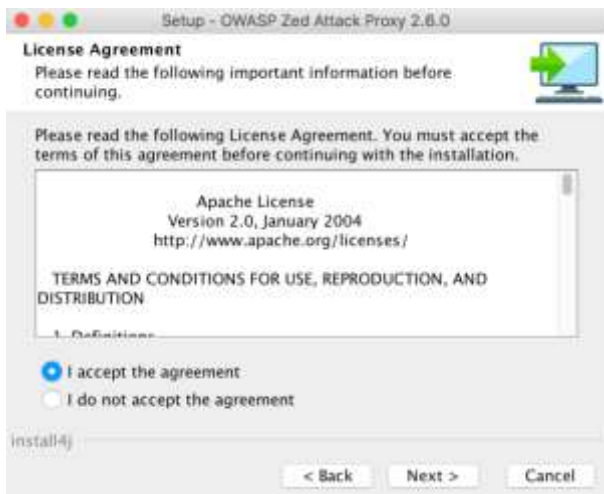 Setup - OWASP Zed Attack Proxy 2.6.0
License Agreement
Please read the following important information before
continuing.
Please read the following License Agreement. You must accept the
terms of this agreement before continuing with the installation.
Apache License
Version 2.0, January 2004
http://www.apache.org/licenses/
TERMS AND CONDITIONS FOR USE, REPRODUCTION, AND
DISTRIBUTION
1. Definitions.
I accept the agreement
I do not accept the agreement
install4j
< Back
Next >
Cancel